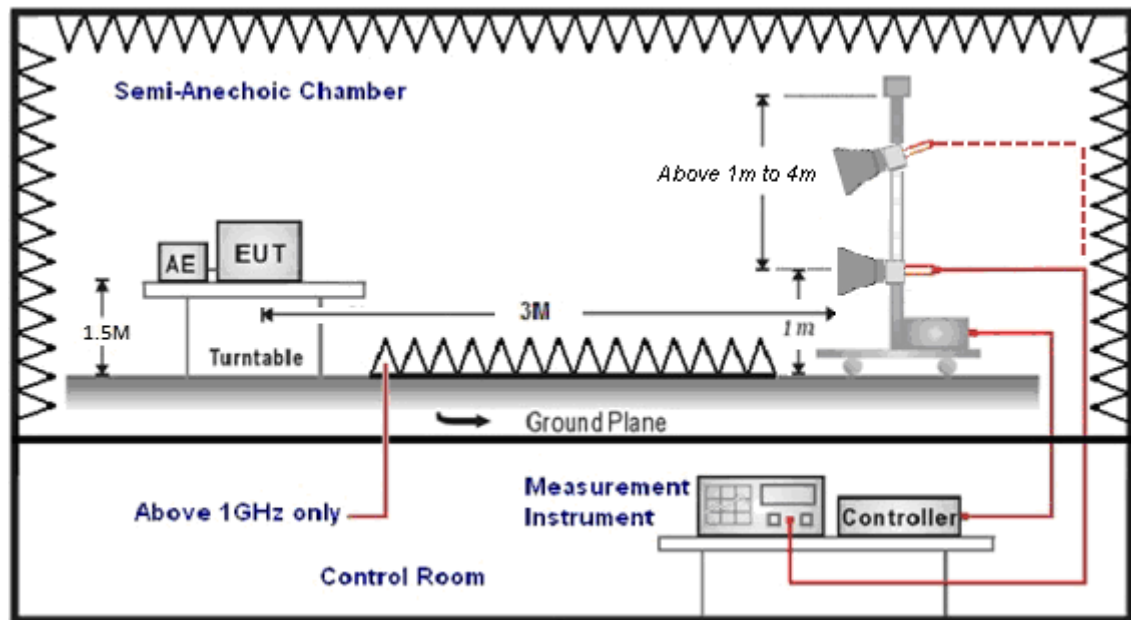 Semi-Anechoic Chamber
Above 1m to 4m
AE
EUT
3M
1m
1.5M
Turntable
Ground Plane
Above 1GHz only
Measurement
Instrument
Controller
Control Room